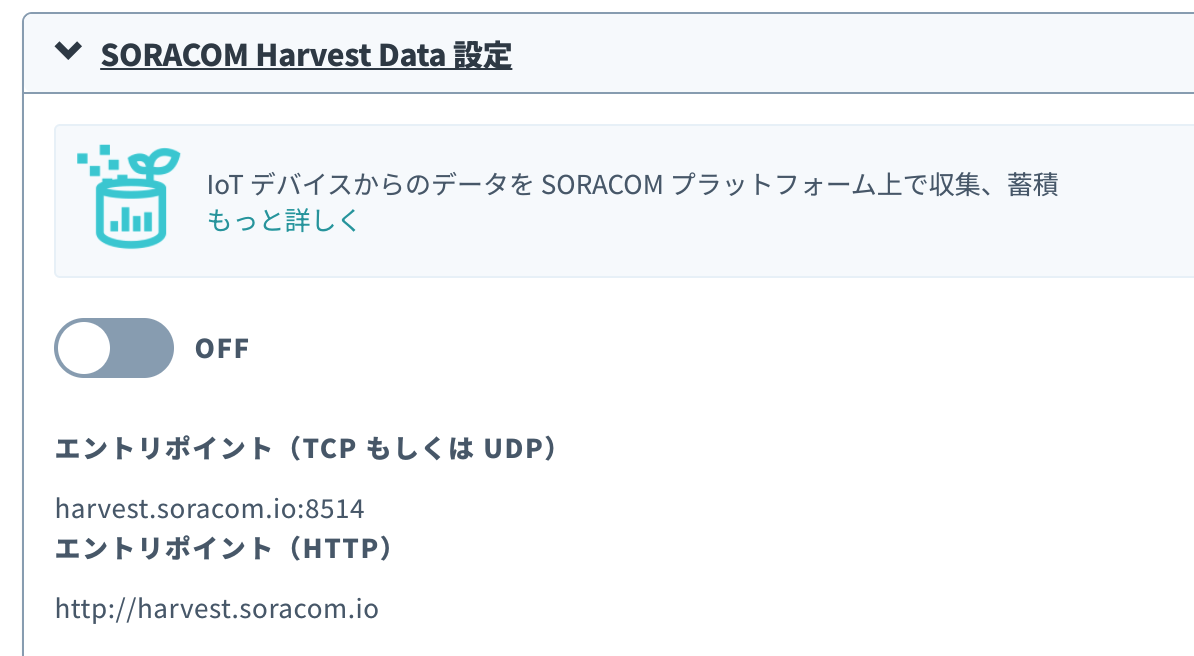 SORACOM Harvest Data 設定
IoT デバイスからのデータを SORACOM プラットフォーム上で収集、蓄積
もっと詳しく
OFF
エントリポイント（TCP もしくは UDP）
harvest.soracom.io:8514
エントリポイント（HTTP）
http://harvest.soracom.io